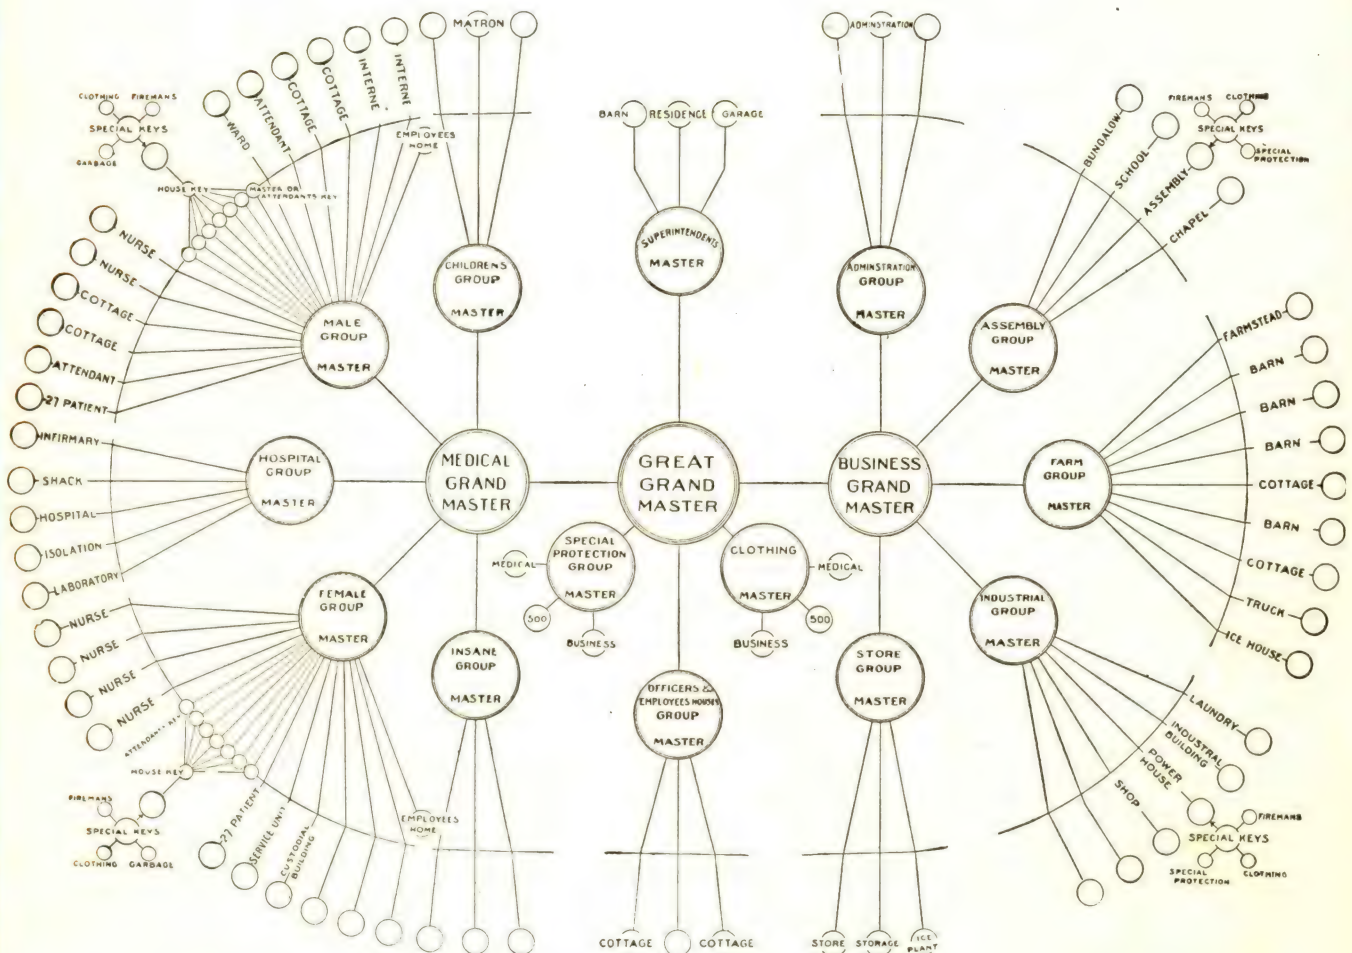 MATRON
ADMINSTRATION
INTERNE
INTERNE
COTTAGE
COTTAGE
ATTENDANT
WARD
EMPLOYEES
HOME
CLOTHING FIREMANS
SPECIAL KEYS
GARBAGE
HOUSE KEY
MASTER OR
ATTENDANTS KEY
BARN RESIDENCE GARAGE
BUNGALOW
SCHOOL
ASSEMBLY
CHAPEL
FIREMANS CLOTHING
SPECIAL KEYS
SPECIAL
PROTECTION
NURSE
NURSE
COTTAGE
COTTAGE
ATTENDANT
27 PATIENT
CHILDRENS
GROUP
MASTER
SUPERINTENDENTS
MASTER
ADMINSTRATION
GROUP
MASTER
MALE
GROUP
MASTER
ASSEMBLY
GROUP
MASTER
FARMSTEAD
BARN
BARN
BARN
COTTAGE
BARN
COTTAGE
TRUCK
ICE HOUSE
INFIRMARY
SHACK
HOSPITAL
ISOLATION
LABORATORY
HOSPITAL
GROUP
MASTER
MEDICAL
GRAND
MASTER
GREAT
GRAND
MASTER
BUSINESS
GRAND
MASTER
FARM
GROUP
MASTER
SPECIAL
PROTECTION
GROUP
MASTER
MEDICAL
500
BUSINESS
CLOTHING
MASTER
MEDICAL
500
BUSINESS
FEMALE
GROUP
MASTER
INDUSTRIAL
GROUP
MASTER
NURSE
NURSE
NURSE
NURSE
INSANE
GROUP
MASTER
OFFICERS &
EMPLOYEES HOUSES
GROUP
MASTER
STORE
GROUP
MASTER
LAUNDRY
INDUSTRAL
BUILDING
POWER
HOUSE
SHOP
ATTENDANT
HOUSE KEY
FIREMANS
SPECIAL KEYS
CLOTHING GARBAGE
27 PATIENT
SERVICE UNIT
CUSTODIAL
BUILDING
EMPLOYEES
HOME
FIREMANS
SPECIAL KEYS
SPECIAL
PROTECTION
CLOTHING
COTTAGE COTTAGE
STORE STORAGE ICE
PLANT